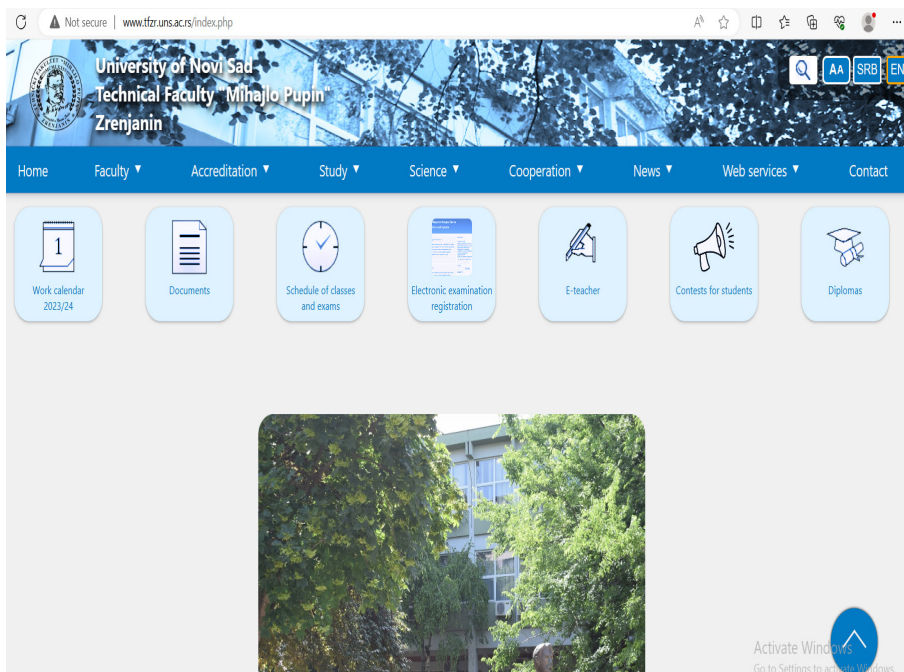 Not secure
www.tfzr.uns.ac.rs/index.php
University of Novi Sad
Technical Faculty "Mihajlo Pupin"
Zrenjanin
AA
SRB
EN
Home
Faculty ▼
Accreditation ▼
Study ▼
Science ▼
Cooperation ▼
News ▼
Web services ▼
Contact
1
Work calendar
2023/24
Documents
Schedule of classes
and exams
Electronic examination
registration
E-teacher
Contests for students
Diplomas
Activate Windows
Go to Settings to activate Windows.